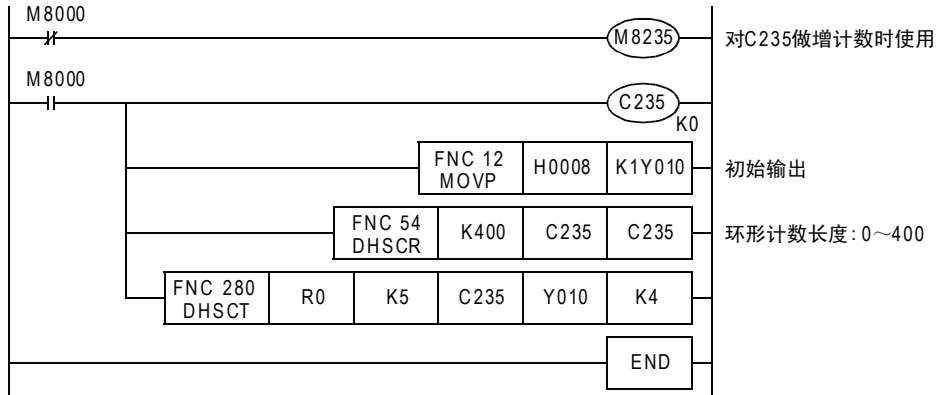 M8000
M8235
对C235做增计数时使用
M8000
C235
K0
FNC 12
MOVP
H0008
K1Y010
初始输出
FNC 54
DHSCR
K400
C235
C235
环形计数长度:0～400
FNC 280
DHSCT
R0
K5
C235
Y010
K4
END